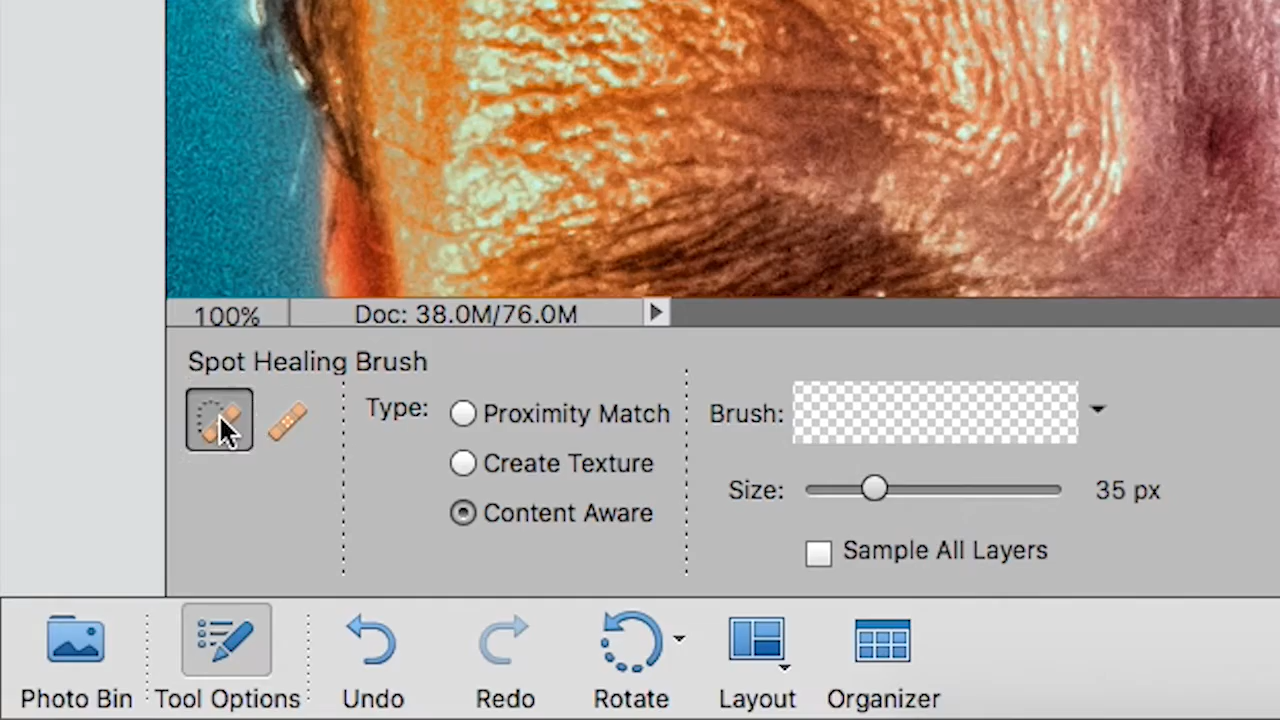 100%
Doc: 38.0M/76.0M
Spot Healing Brush
Type:
Proximity Match
Create Texture
Content Aware
Brush:
Size:
35 px
Sample All Layers
Photo Bin
Tool Options
Undo
Redo
Rotate
Layout
Organizer